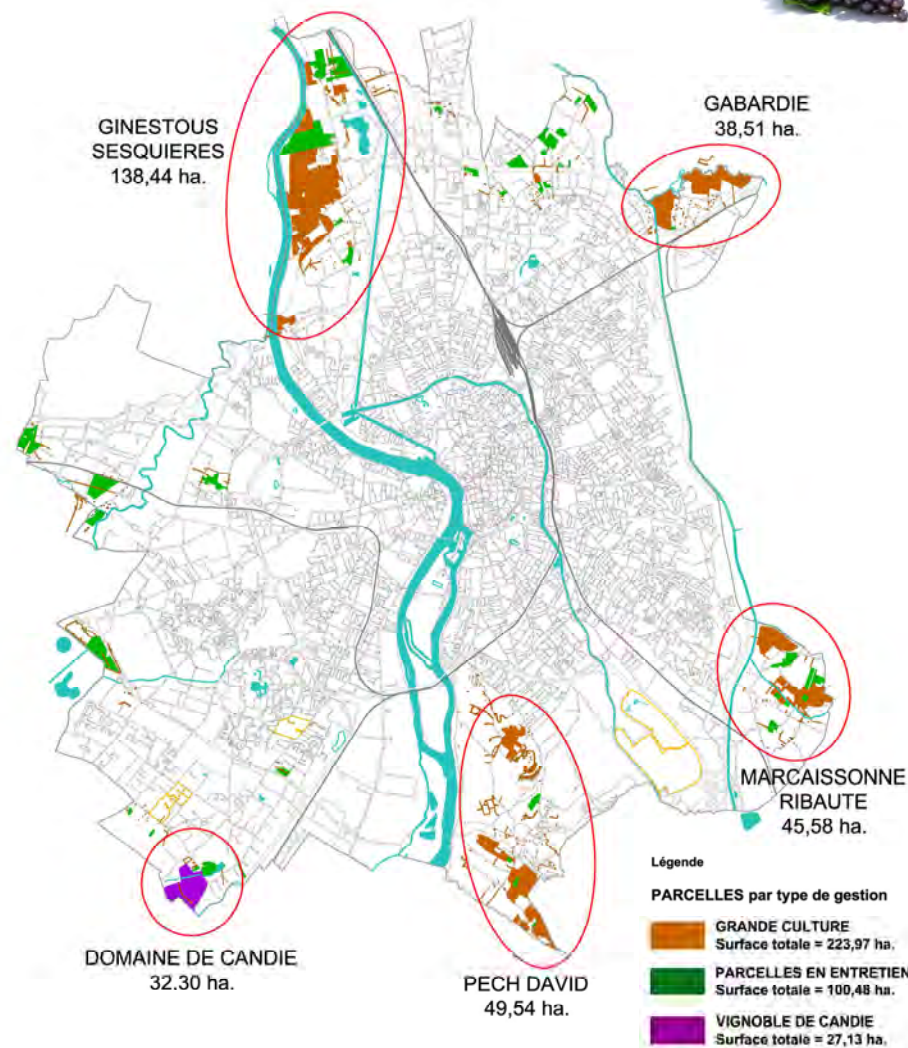 GINESTOUS
SESQUIERES
138,44 ha.
GABARDIE
38,51 ha.
MARCAISSONNE
RIBAUTE
45,58 ha.
DOMAINE DE CANDIE
32.30 ha.
PECH DAVID
49,54 ha.
Légende
PARCELLES par type de gestion
GRANDE CULTURE
Surface totale = 223,97 ha.
PARCELLES EN ENTRETIEN
Surface totale = 100,48 ha.
VIGNOBLE DE CANDIE
Surface totale = 27,13 ha.